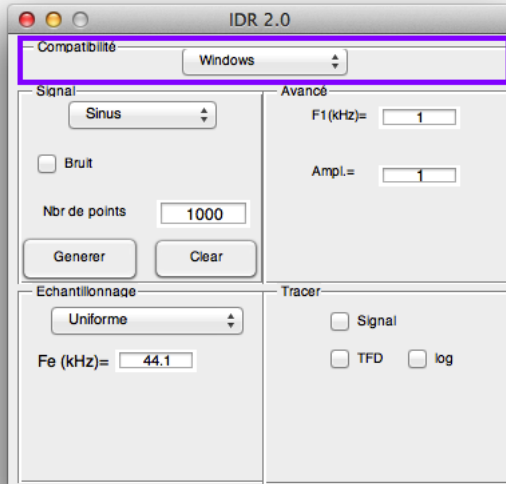 IDR 2.0
Compatibilité
Windows
Signal
Sinus
Bruit
Nbr de points 1000
Generer Clear
Avancé
F1(kHz)= 1
Ampl.= 1
Echantillonnage
Uniforme
Fe (kHz)= 44.1
Tracer
Signal
TFD log